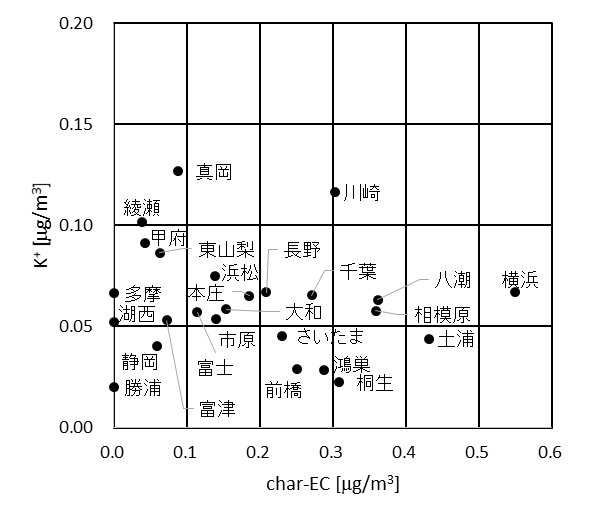 0.20
0.15
0.10
0.05
0.00
K⁺ [μg/m³]
真岡
川崎
綾瀬
甲府
東山梨
長野
浜松
千葉
八潮
横浜
多摩
本庄
大和
相模原
湖西
市原
さいたま
土浦
静岡
富士
鴻巣
勝浦
前橋
桐生
富津
0.0 0.1 0.2 0.3 0.4 0.5 0.6
char-EC [μg/m³]